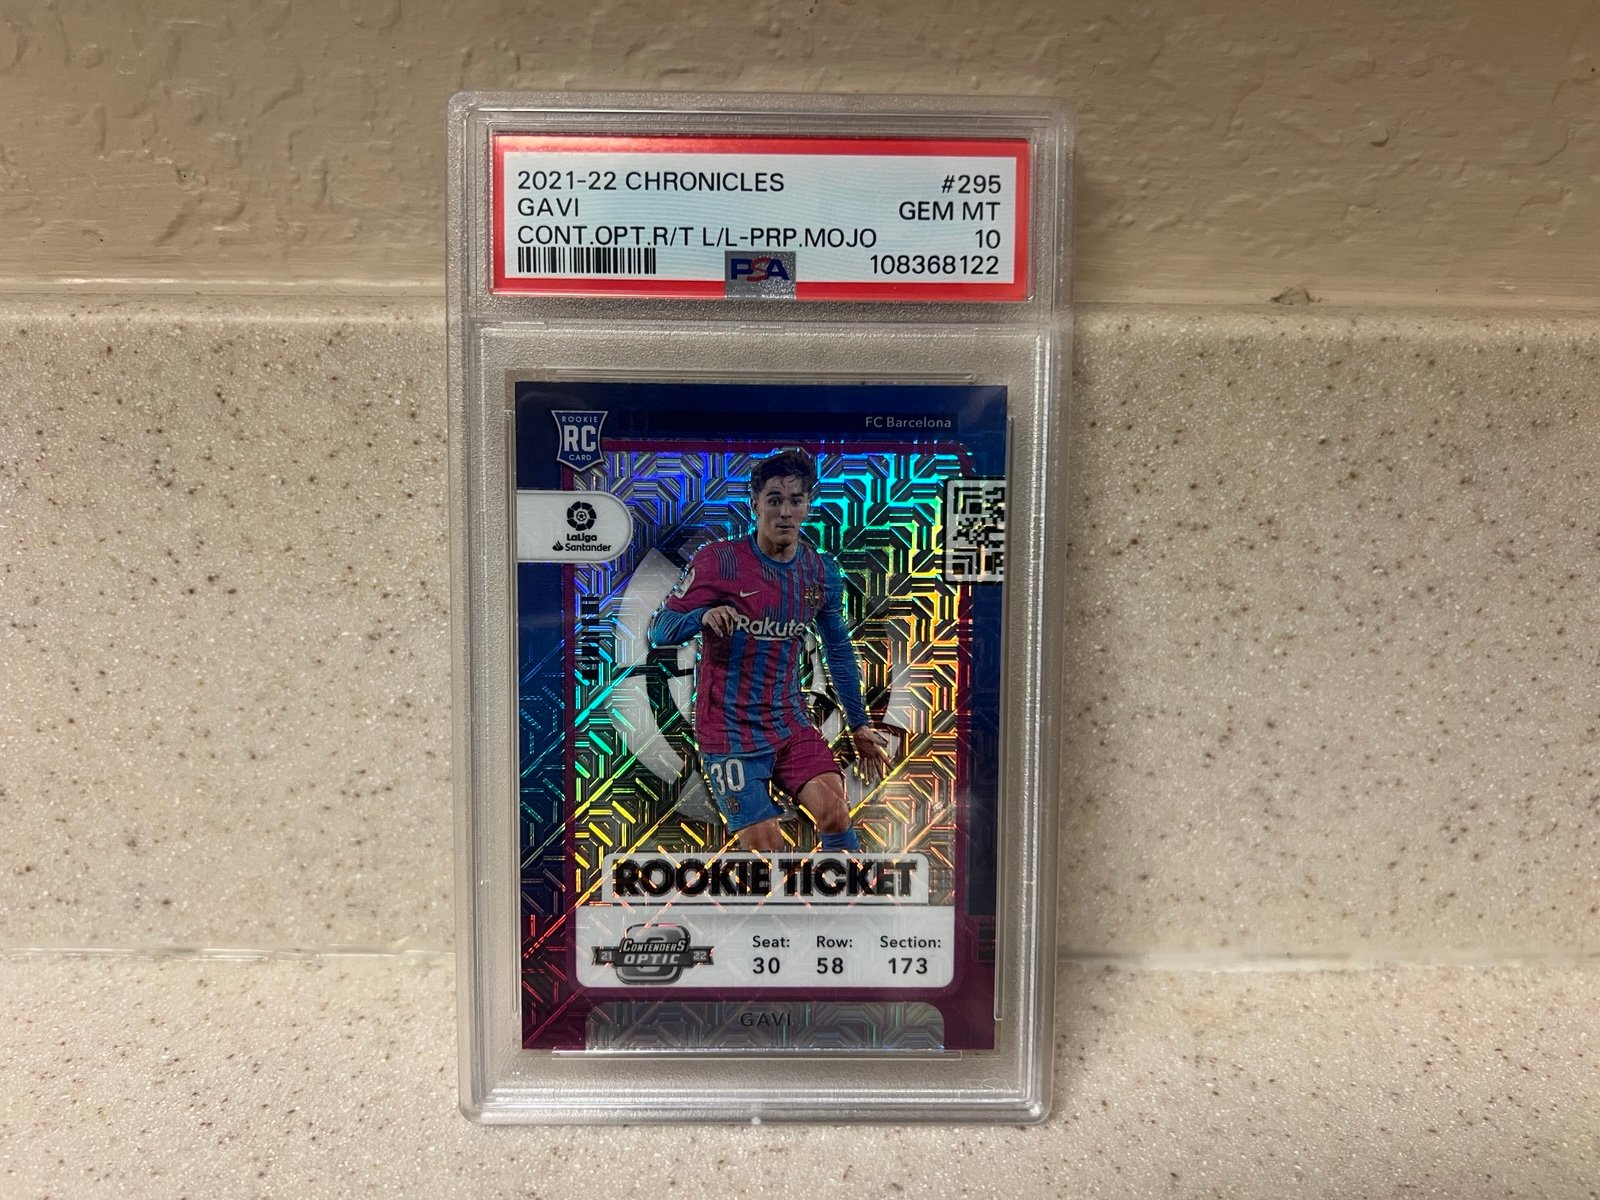 2021-22 CHRONICLES #295
GAVI GEM MT
CONT.OPT.R/T L/L-PRP.MOJO 10
PSA 108368122
FC Barcelona
ROOKIE
RC
CARD
LaLiga
Santander
Rakuten
30
ROOKIE TICKET
CONTENDERS
21 OPTIC 22
Seat: Row: Section:
30 58 173
GAVI